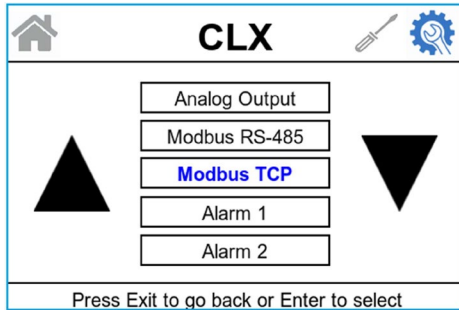 CLX
Analog Output
Modbus RS-485
Modbus TCP
Alarm 1
Alarm 2
Press Exit to go back or Enter to select